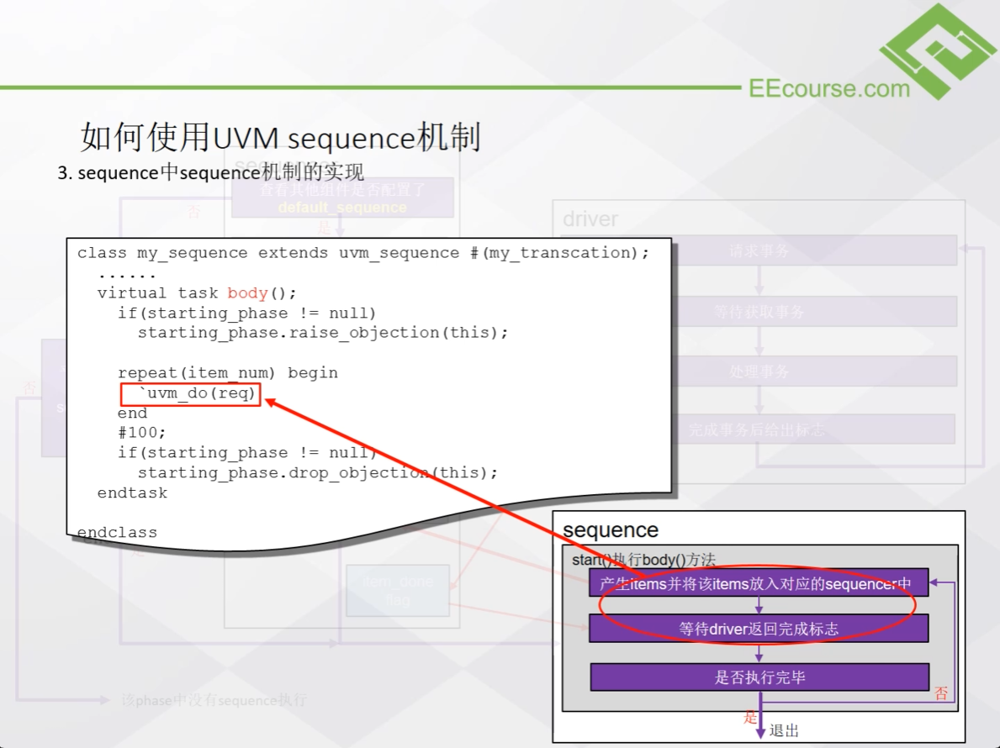 EEcourse.com
如何使用UVM sequence机制
3. sequence中sequence机制的实现
sequencer
查看其他组件是否配置了
default_sequence
否
是
driver
请求事务
等待获取事务
处理事务
完成事务后给出标志
class my_sequence extends uvm_sequence #(my_transcation);
......
virtual task body();
if(starting_phase != null)
starting_phase.raise_objection(this);
repeat(item_num) begin
`uvm_do(req)
end
#100;
if(starting_phase != null)
starting_phase.drop_objection(this);
endtask
endclass
否
是
item_done
flag
该phase中没有sequence执行
sequence
start()执行body()方法
产生items并将该items放入对应的sequencer中
等待driver返回完成标志
是否执行完毕
否
是
退出